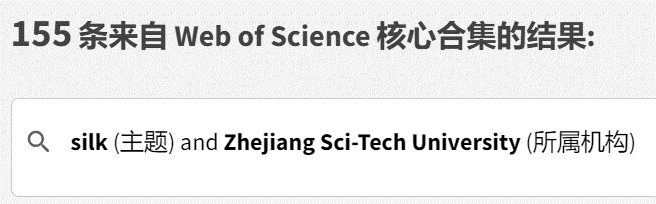 155 条来自 Web of Science 核心合集的结果:
silk (主题) and Zhejiang Sci-Tech University (所属机构)